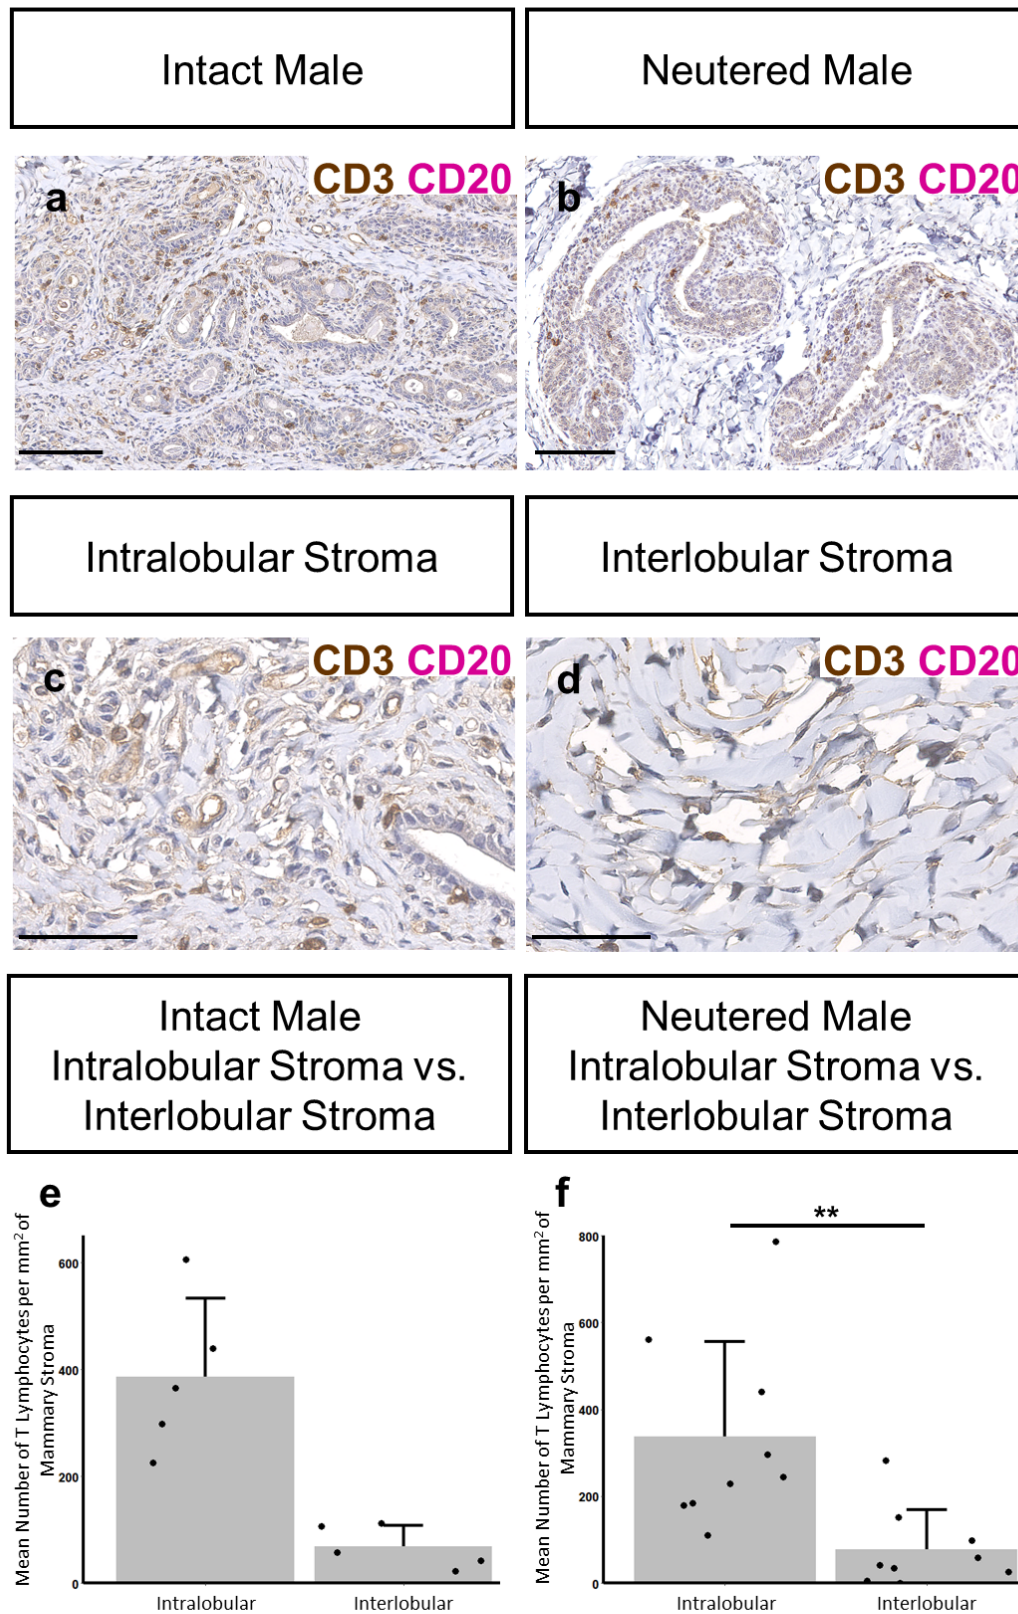 Intact Male
Neutered Male
a
CD3 CD20
b
CD3 CD20
Intralobular Stroma
Interlobular Stroma
c
CD3 CD20
d
CD3 CD20
Intact Male
Intralobular Stroma vs.
Interlobular Stroma
Neutered Male
Intralobular Stroma vs.
Interlobular Stroma
e
Mean Number of T Lymphocytes per mm² of
Mammary Stroma
600
400
200
0
Intralobular
Interlobular
f
**
Mean Number of T Lymphocytes per mm² of
Mammary Stroma
800
600
400
200
0
Intralobular
Interlobular